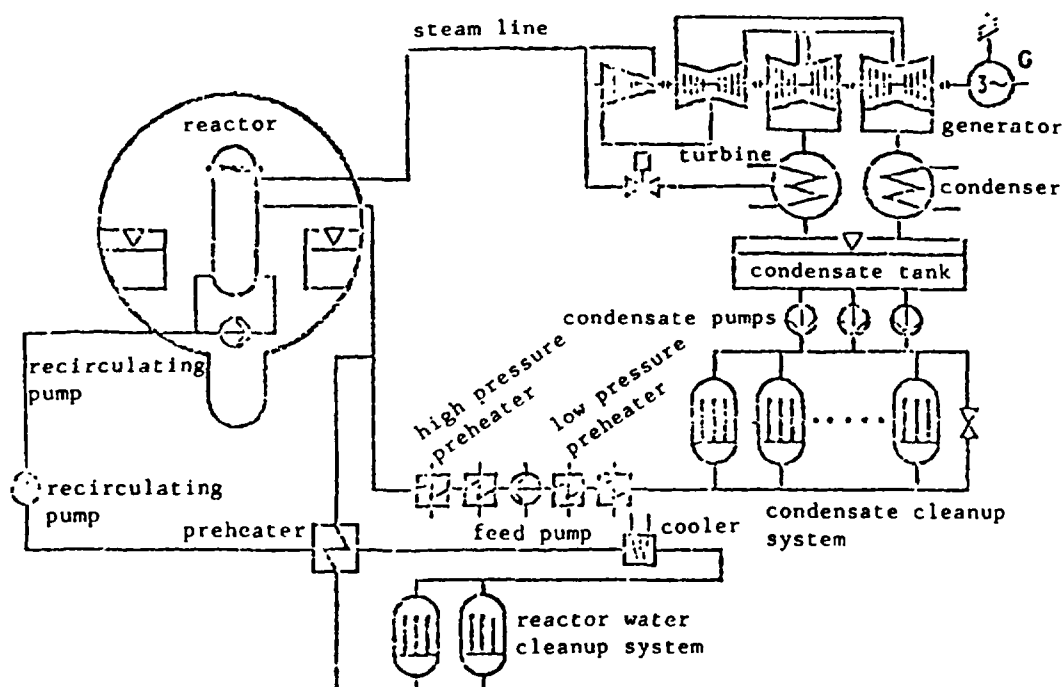 steam line
G
3~
reactor
generator
turbine
condenser
condensate tank
condensate pumps
recirculating
pump
high pressure
preheater
low pressure
preheater
recirculating
pump
preheater
feed pump
cooler
condensate cleanup
system
reactor water
cleanup system